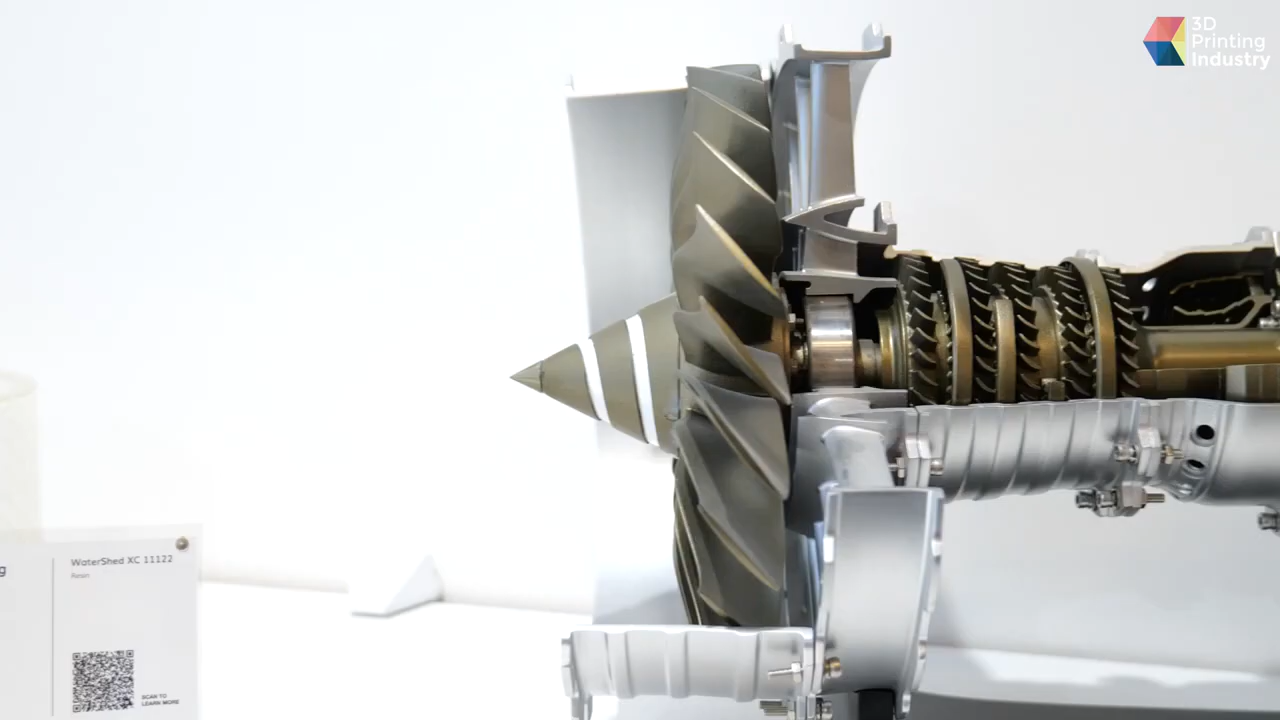 3D
Printing
Industry
g
WaterShed XC 11122
Resin
SCAN TO
LEARN MORE